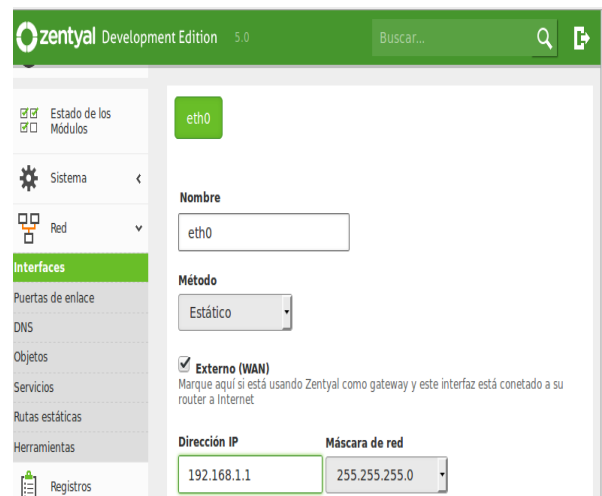 zentyal Development Edition 5.0 Buscar...
Estado de los
Módulos
Sistema
Red
Interfaces
Puertas de enlace
DNS
Objetos
Servicios
Rutas estáticas
Herramientas
Registros
eth0
Nombre
eth0
Método
Estático
Externo (WAN)
Marque aquí si está usando Zentyal como gateway y este interfaz está conetado a su
router a Internet
Dirección IP Máscara de red
192.168.1.1 255.255.255.0